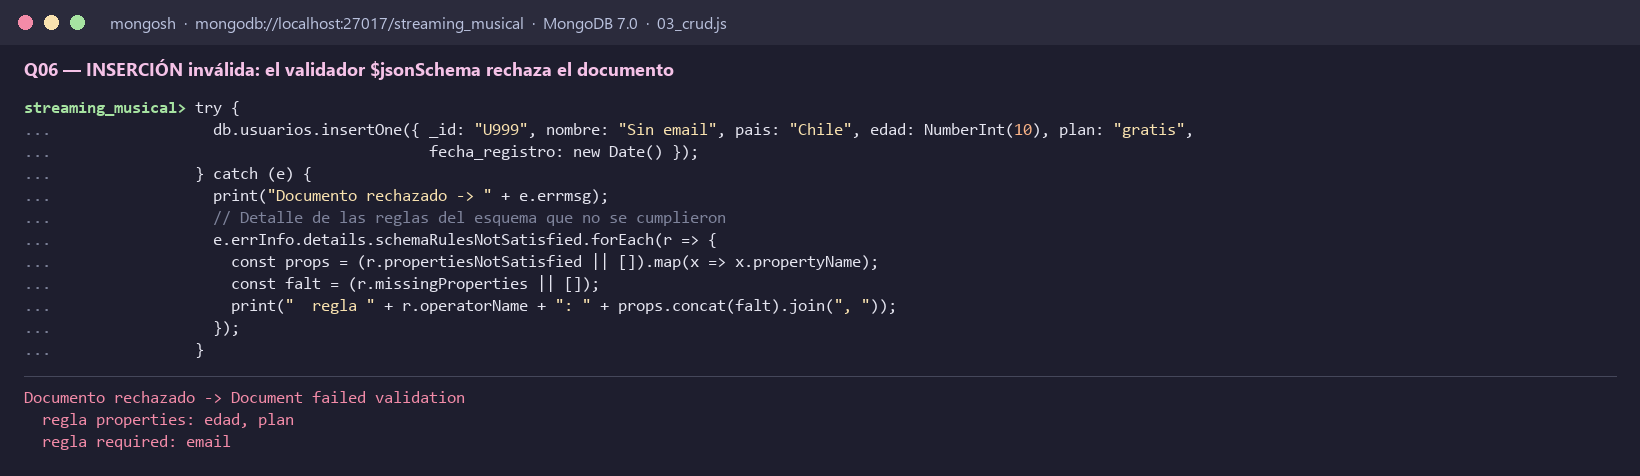 mongosh · mongodb://localhost:27017/streaming_musical · MongoDB 7.0 · 03_crud.js
Q06 — INSERCIÓN inválida: el validador $jsonSchema rechaza el documento
streaming_musical> try {
...                  db.usuarios.insertOne({ _id: "U999", nombre: "Sin email", pais: "Chile", edad: NumberInt(10), plan: "gratis",
...                                          fecha_registro: new Date() });
...                } catch (e) {
...                  print("Documento rechazado -> " + e.errmsg);
...                  // Detalle de las reglas del esquema que no se cumplieron
...                  e.errInfo.details.schemaRulesNotSatisfied.forEach(r => {
...                    const props = (r.propertiesNotSatisfied || []).map(x => x.propertyName);
...                    const falt = (r.missingProperties || []);
...                    print("  regla " + r.operatorName + ": " + props.concat(falt).join(", "));
...                  });
...                }
Documento rechazado -> Document failed validation
  regla properties: edad, plan
  regla required: email